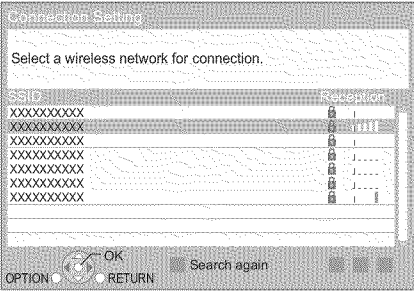 Connection Setting
Select a wireless network for connection.
SSID Reception
XXXXXXXXXX
XXXXXXXXXX
XXXXXXXXXX
XXXXXXXXXX
XXXXXXXXXX
XXXXXXXXXX
XXXXXXXXXX
OK
Search again
OPTION RETURN